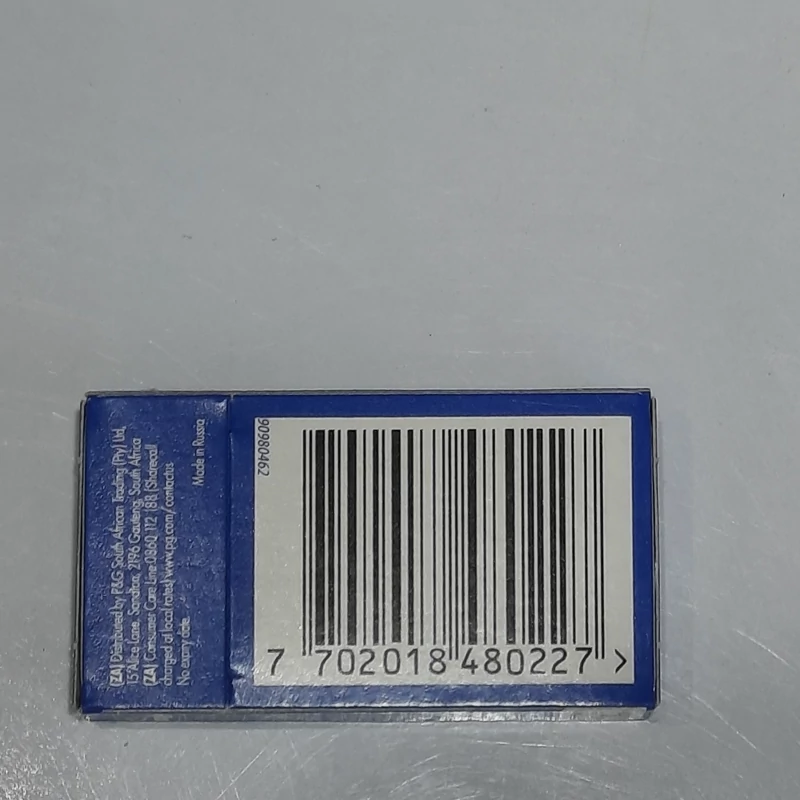 (ZA) Distributed by P&G South African Trading (Pty) Ltd,
15 Alice Lane, Sandton, 2196 Gauteng, South Africa
(ZA) Consumer Care Line:0860 112 188 (Sharecall
charged at local rates) www.pg.com/contactus
No expiry date.
Made in Russia
90980462
7 702018 480227 >